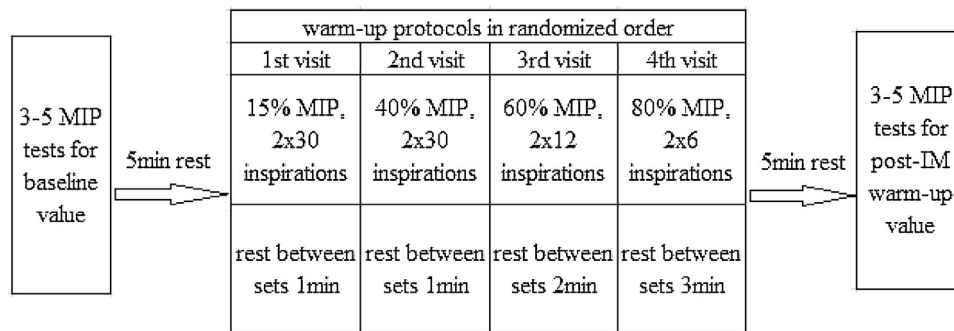 3-5 MIP
tests for
baseline
value
5min rest
warm-up protocols in randomized order
1st visit
2nd visit
3rd visit
4th visit
15% MIP,
2x30
inspirations
40% MIP,
2x30
inspirations
60% MIP,
2x12
inspirations
80% MIP,
2x6
inspirations
rest between
sets 1min
rest between
sets 1min
rest between
sets 2min
rest between
sets 3min
5min rest
3-5 MIP
tests for
post-IM
warm-up
value